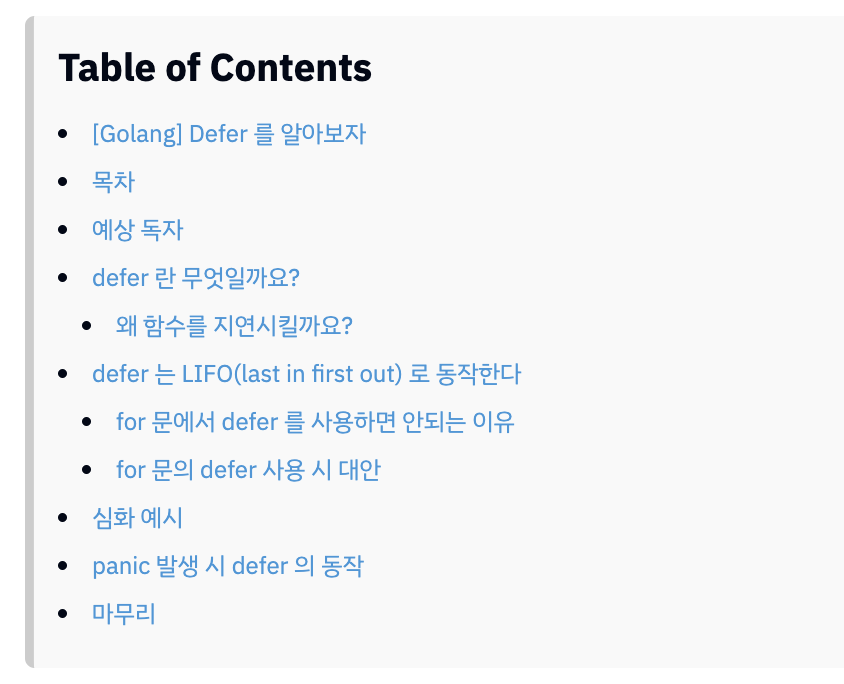 Table of Contents
[Golang] Defer 를 알아보자
목차
예상 독자
defer 란 무엇일까요?
왜 함수를 지연시킬까요?
defer 는 LIFO(last in first out) 로 동작한다
for 문에서 defer 를 사용하면 안되는 이유
for 문의 defer 사용 시 대안
심화 예시
panic 발생 시 defer 의 동작
마무리